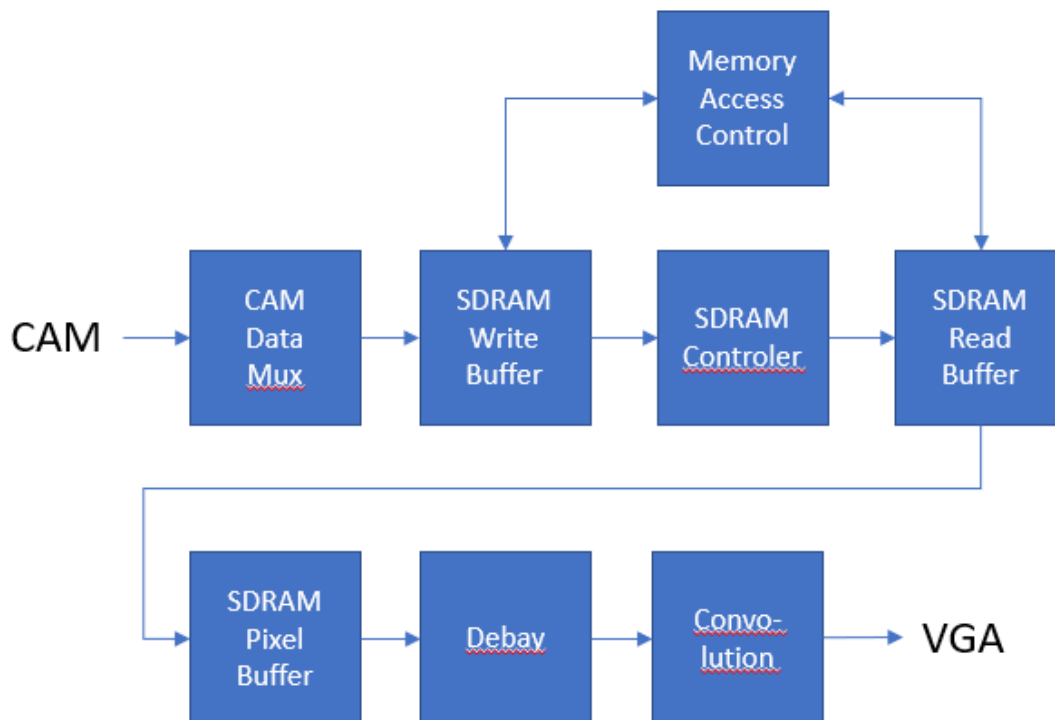 Memory
Access
Control
CAM
CAM
Data
Mux
SDRAM
Write
Buffer
SDRAM
Controler
SDRAM
Read
Buffer
SDRAM
Pixel
Buffer
Debay
Convo-
lution
VGA